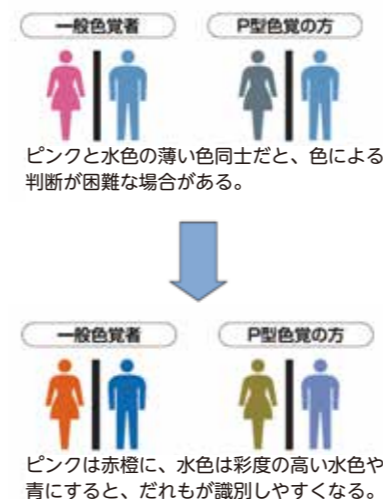 一般色覚者 P型色覚の方
ピンクと水色の薄い色同士だと、色による
判断が困難な場合がある。
一般色覚者 P型色覚の方
ピンクは赤橙に、水色は彩度の高い水色や
青にすると、だれもが識別しやすくなる。